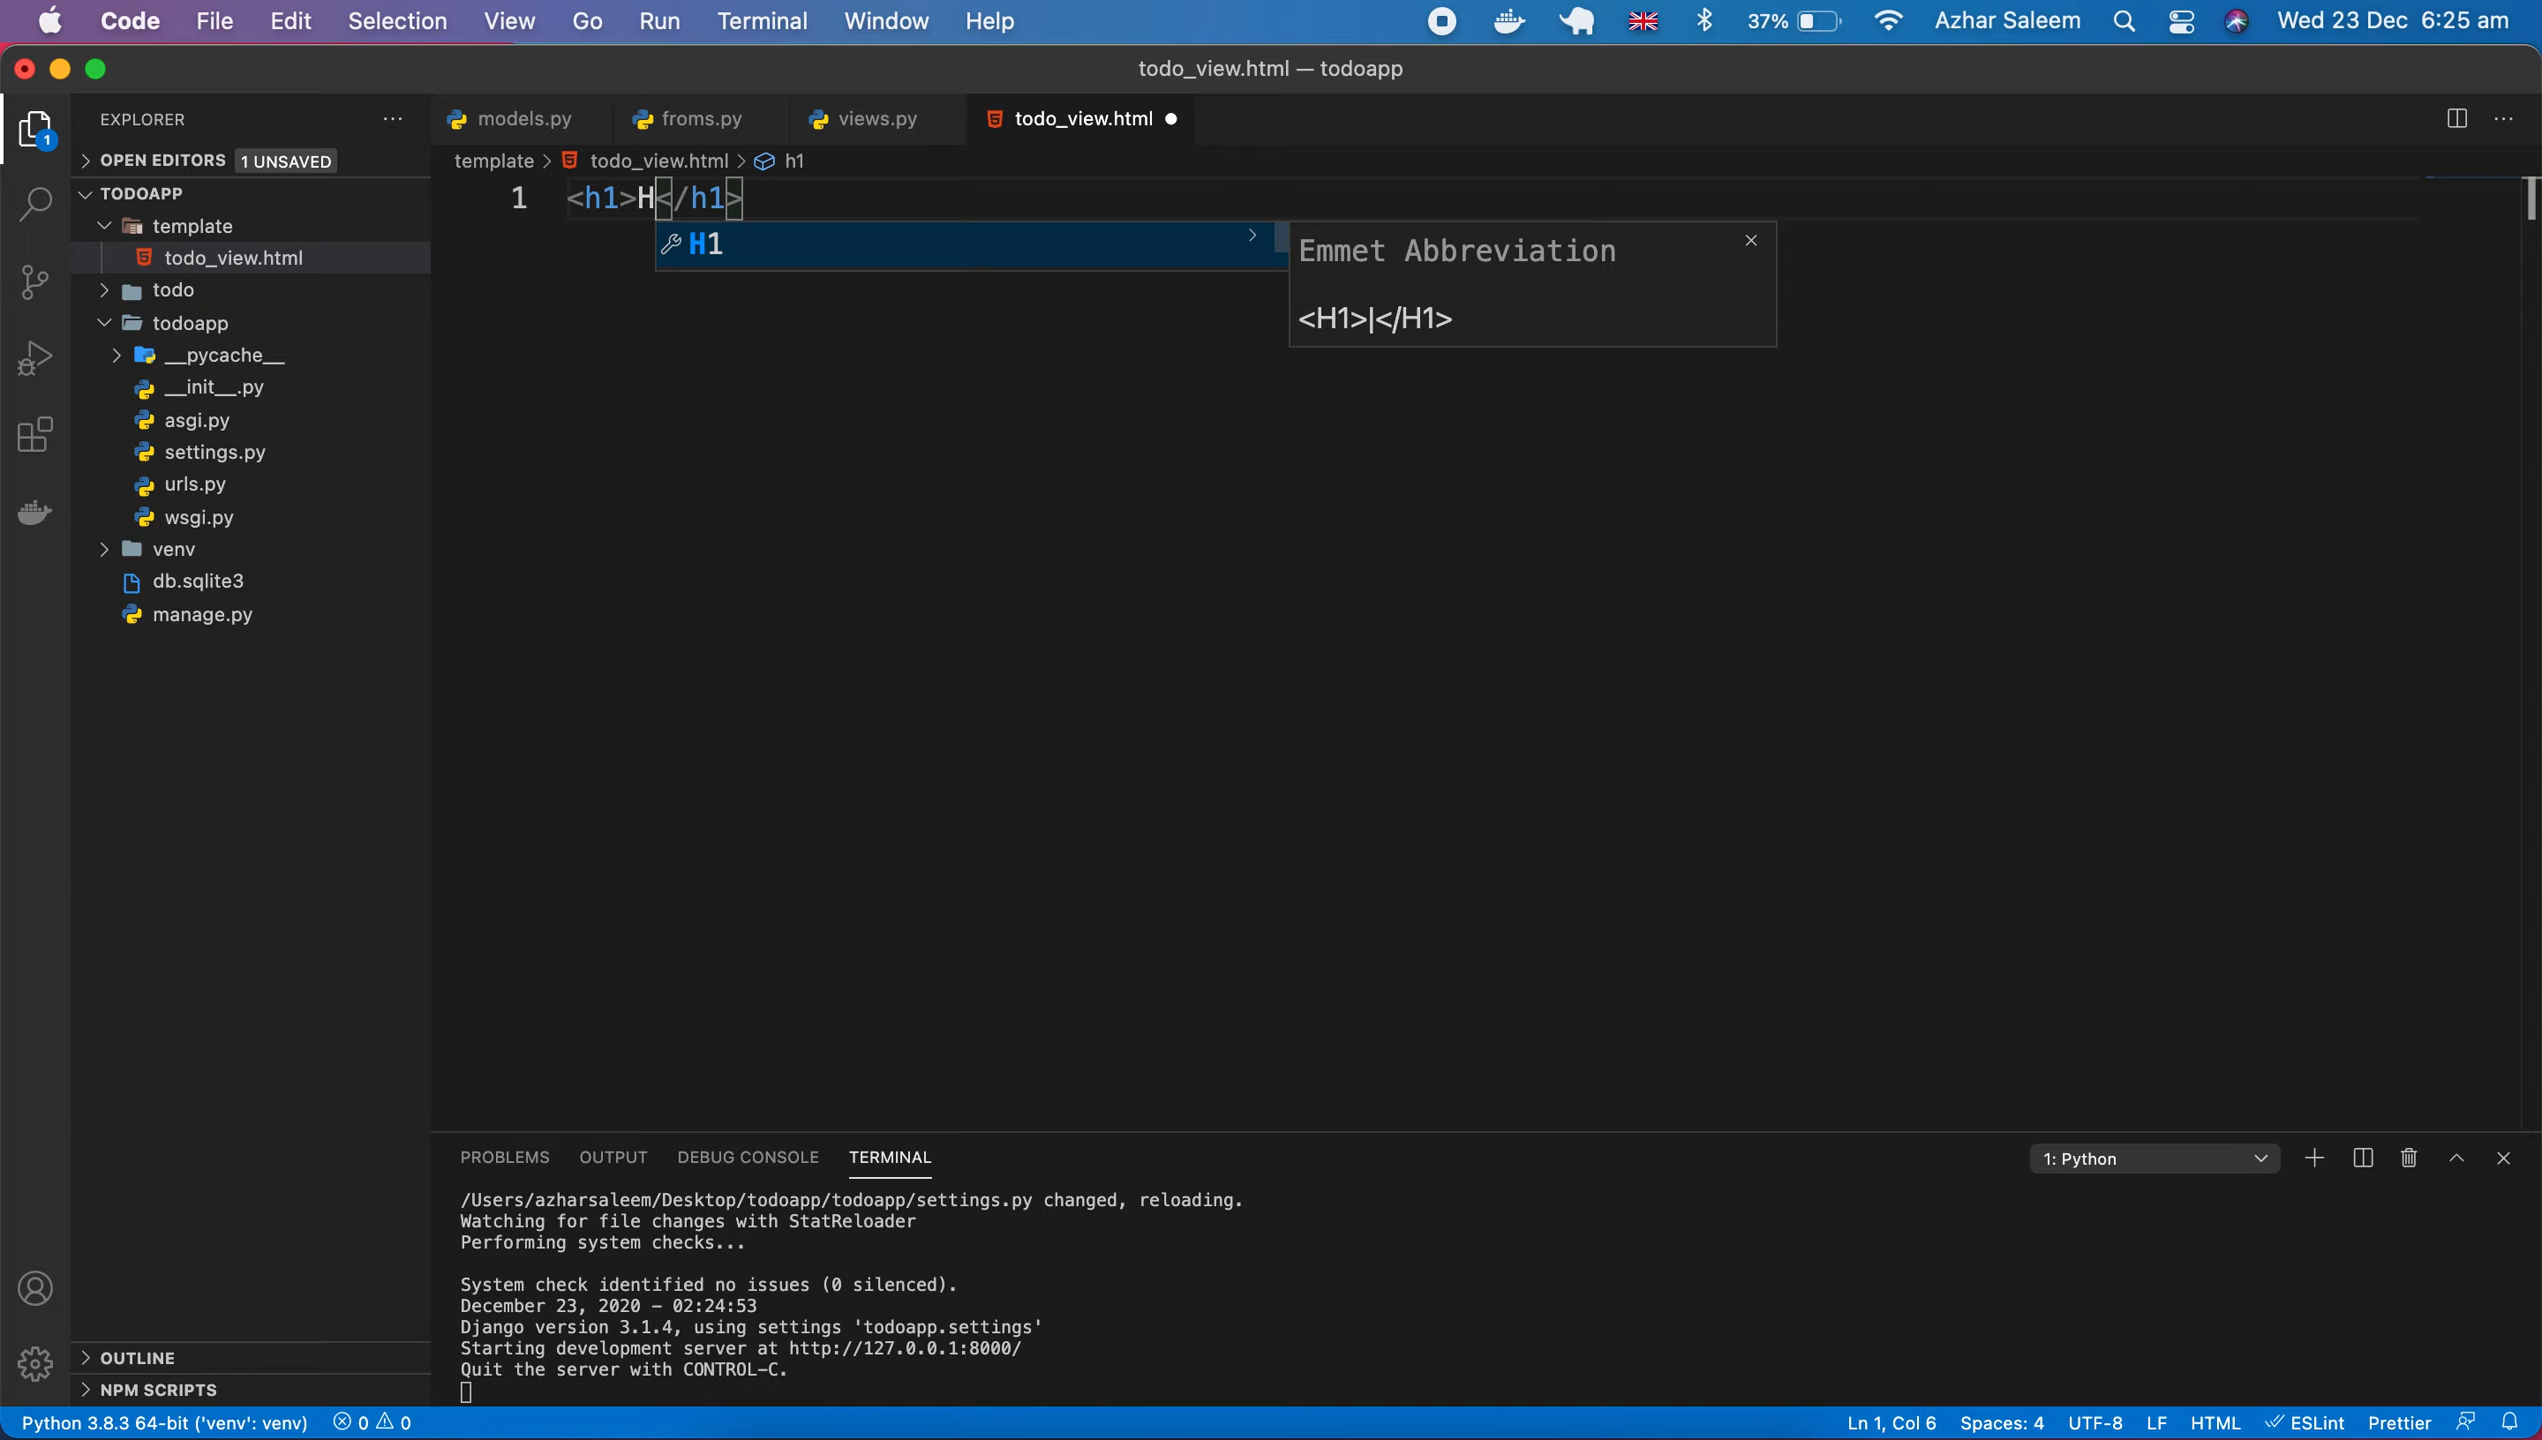 Code File Edit Selection View Go Run Terminal Window Help 37% Azhar Saleem Wed 23 Dec 6:25 am
todo_view.html — todoapp
EXPLORER
models.py froms.py views.py todo_view.html
OPEN EDITORS 1 UNSAVED
template > todo_view.html > h1
TODOAPP
1 <h1>H</h1>
template
H1
Emmet Abbreviation
<H1>|</H1>
todo_view.html
todo
todoapp
__pycache__
__init__.py
asgi.py
settings.py
urls.py
wsgi.py
venv
db.sqlite3
manage.py
PROBLEMS OUTPUT DEBUG CONSOLE TERMINAL 1: Python
/Users/azharsaleem/Desktop/todoapp/todoapp/settings.py changed, reloading.
Watching for file changes with StatReloader
Performing system checks...
System check identified no issues (0 silenced).
December 23, 2020 - 02:24:53
Django version 3.1.4, using settings 'todoapp.settings'
Starting development server at http://127.0.0.1:8000/
Quit the server with CONTROL-C.
OUTLINE
NPM SCRIPTS
Python 3.8.3 64-bit ('venv': venv) 0 0 Ln 1, Col 6 Spaces: 4 UTF-8 LF HTML ESLint Prettier
1